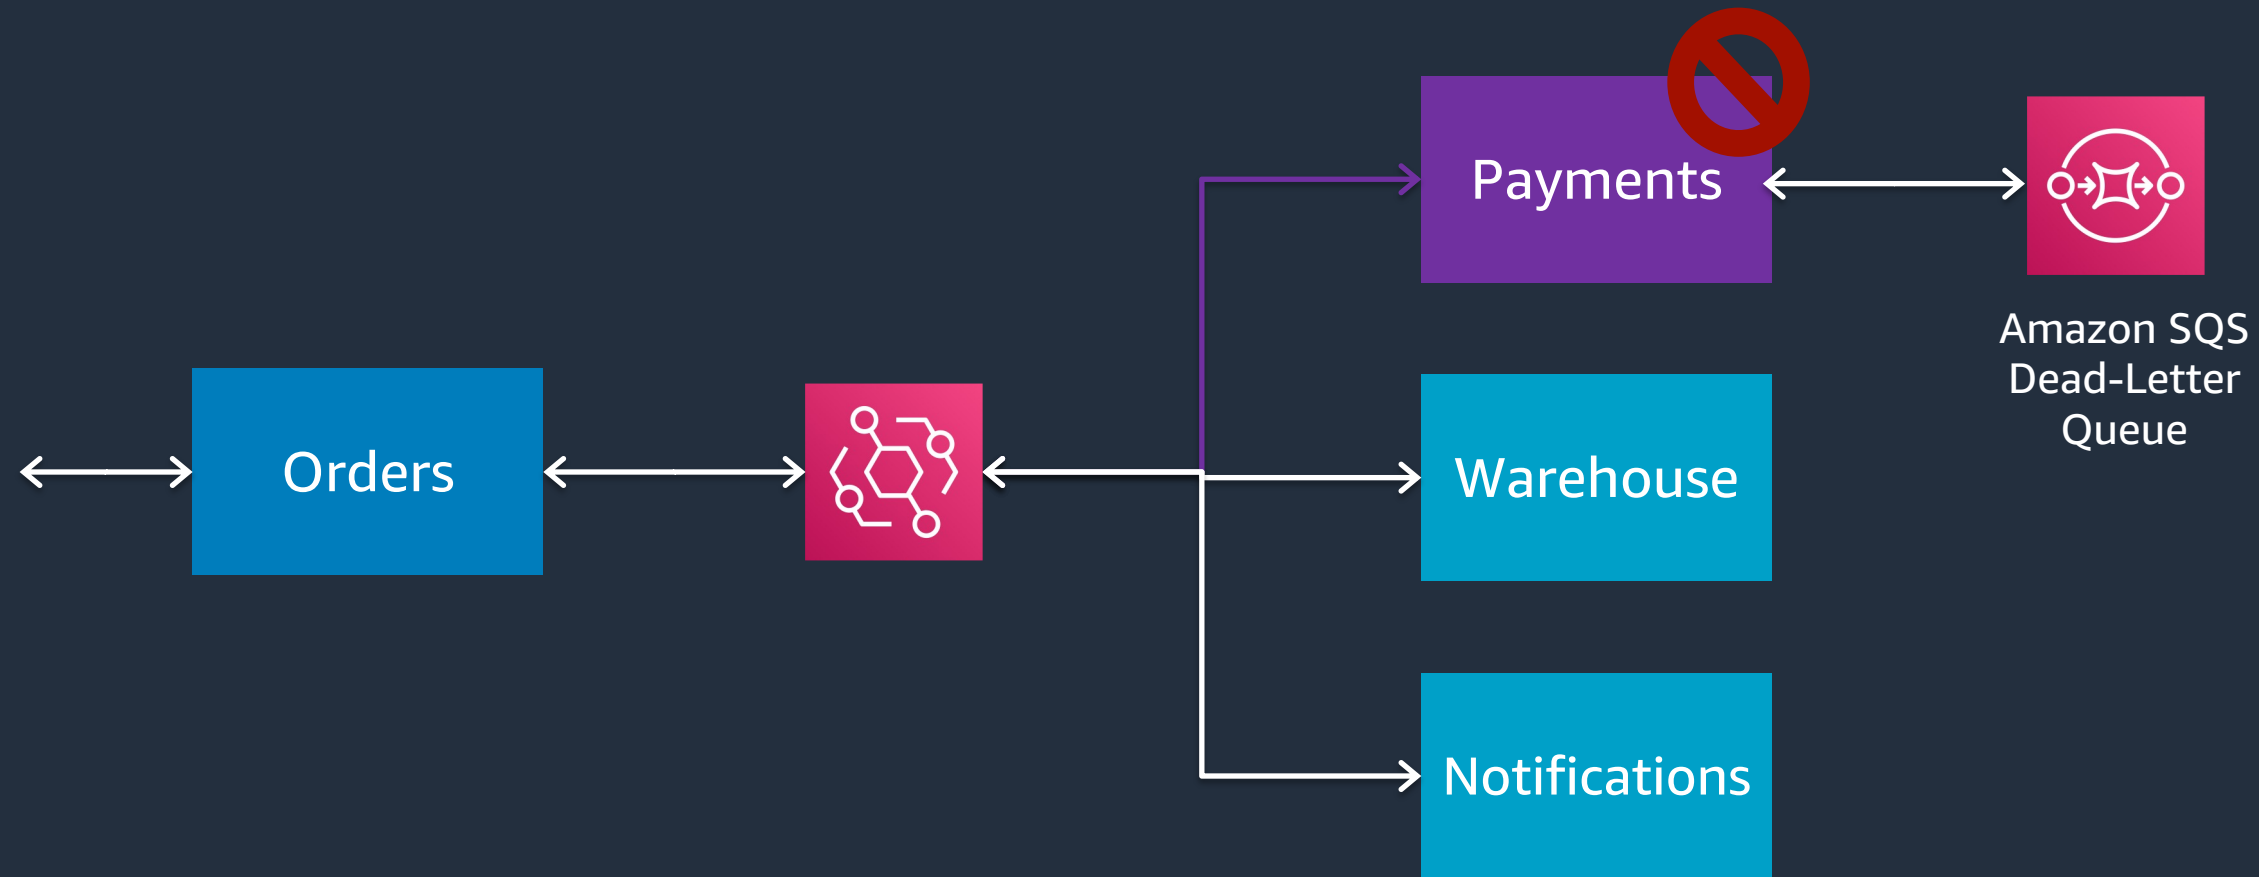 Payments
Amazon SQS
Dead-Letter
Queue
Orders
Warehouse
Notifications